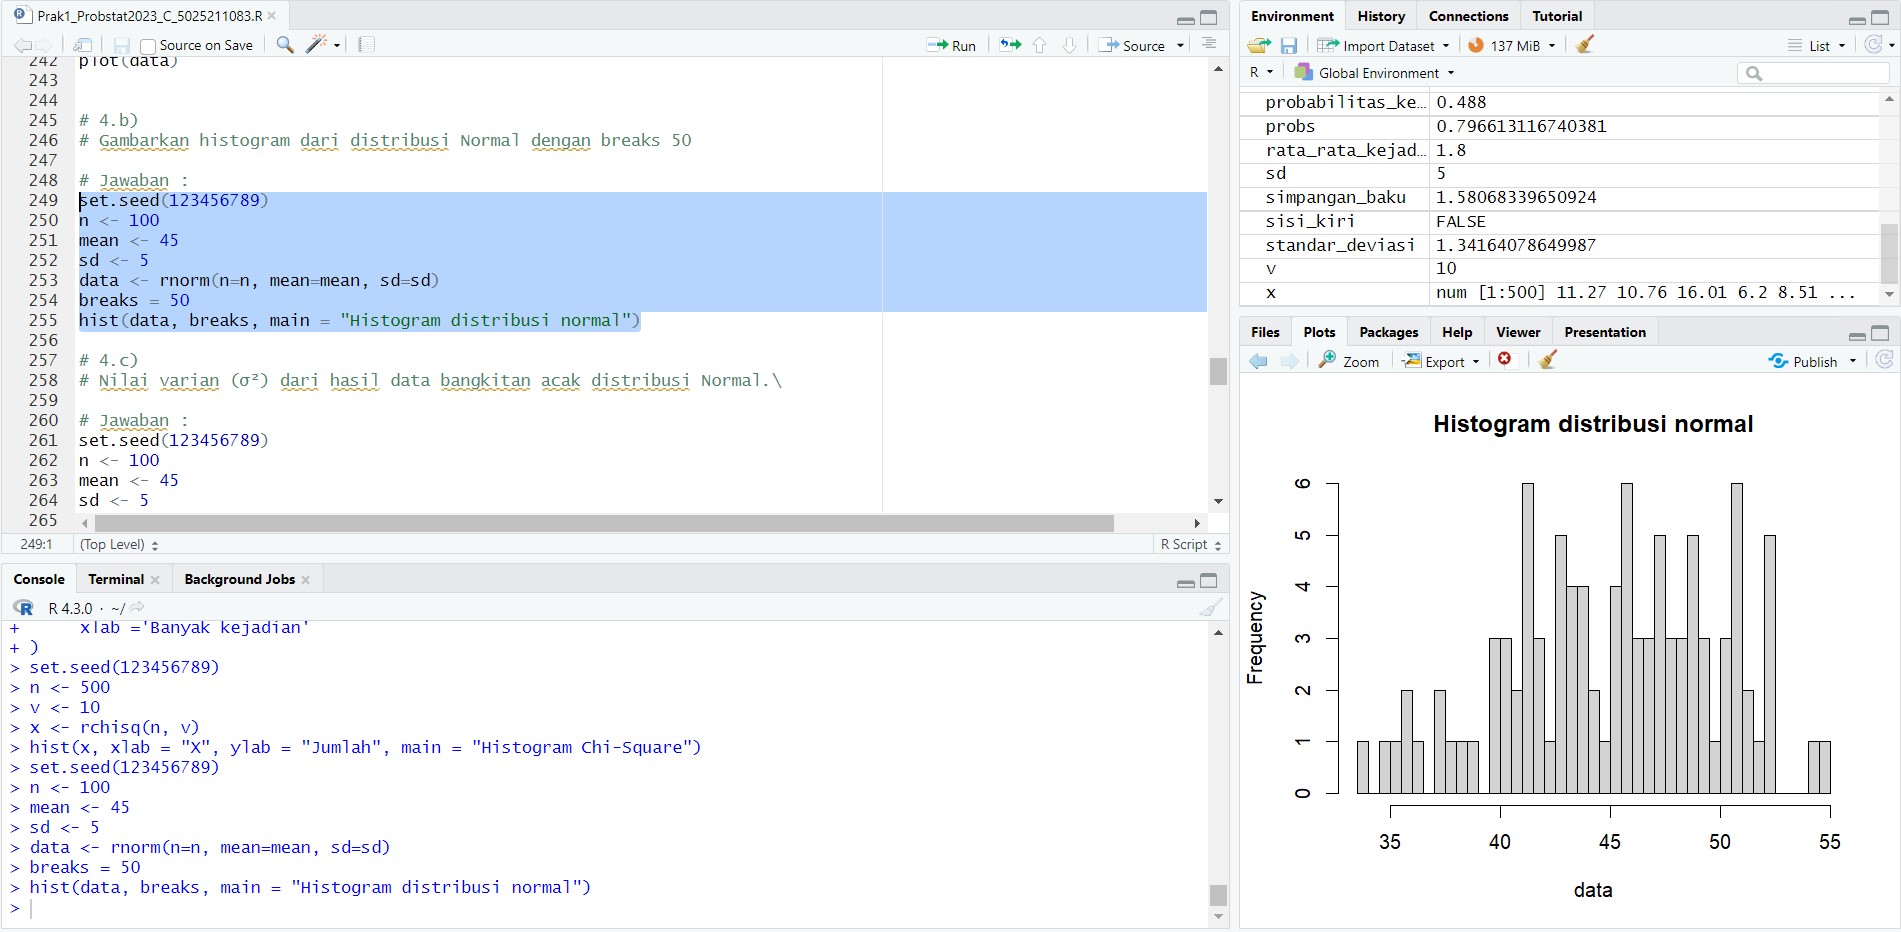 Prak1_Probstat2023_C_5025211083.R
Source on Save
Run
Source
242 plot(data)
243
244
245 # 4.b)
246 # Gambarkan histogram dari distribusi Normal dengan breaks 50
247
248 # Jawaban :
249 set.seed(123456789)
250 n <- 100
251 mean <- 45
252 sd <- 5
253 data <- rnorm(n=n, mean=mean, sd=sd)
254 breaks = 50
255 hist(data, breaks, main = "Histogram distribusi normal")
256
257 # 4.c)
258 # Nilai varian (σ²) dari hasil data bangkitan acak distribusi Normal.\
259
260 # Jawaban :
261 set.seed(123456789)
262 n <- 100
263 mean <- 45
264 sd <- 5
265
249:1 (Top Level) R Script
Console Terminal Background Jobs
R 4.3.0 · ~/
+ xlab ='Banyak kejadian'
+ )
> set.seed(123456789)
> n <- 500
> v <- 10
> x <- rchisq(n, v)
> hist(x, xlab = "X", ylab = "Jumlah", main = "Histogram Chi-Square")
> set.seed(123456789)
> n <- 100
> mean <- 45
> sd <- 5
> data <- rnorm(n=n, mean=mean, sd=sd)
> breaks = 50
> hist(data, breaks, main = "Histogram distribusi normal")
>
Environment History Connections Tutorial
Import Dataset 137 MiB List
R Global Environment
probabilitas_ke… 0.488
probs 0.796613116740381
rata_rata_kejad… 1.8
sd 5
simpangan_baku 1.58068339650924
sisi_kiri FALSE
standar_deviasi 1.34164078649987
v 10
x num [1:500] 11.27 10.76 16.01 6.2 8.51 ...
Files Plots Packages Help Viewer Presentation
Zoom Export Publish
Histogram distribusi normal
Frequency
6
5
4
3
2
1
0
35 40 45 50 55
data